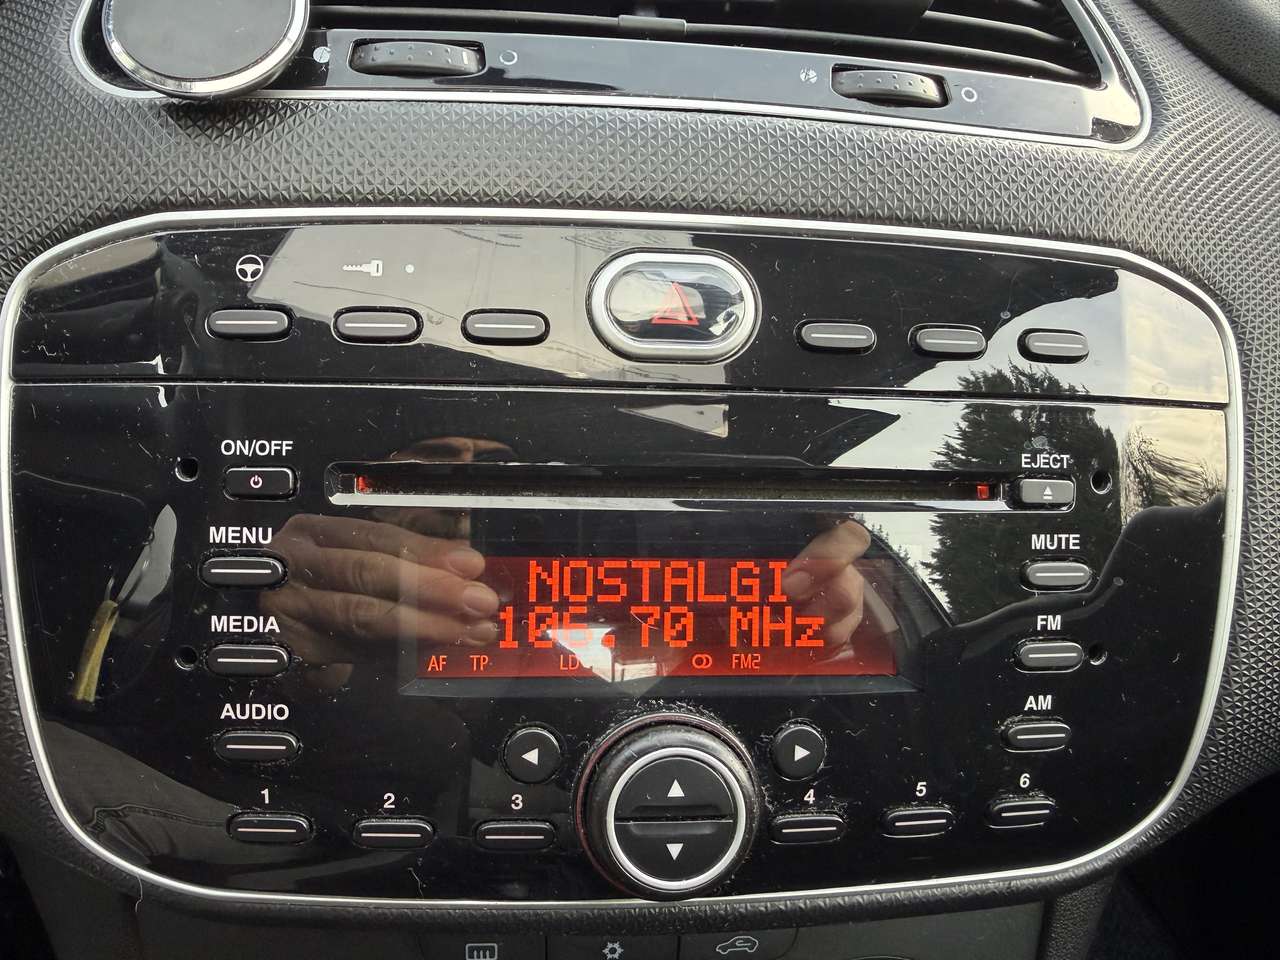 ON/OFF
EJECT
MENU
MUTE
NOSTALGI
106.70 MHz
MEDIA
FM
AF TP LD FM2
AUDIO
AM
1 2 3 4 5 6